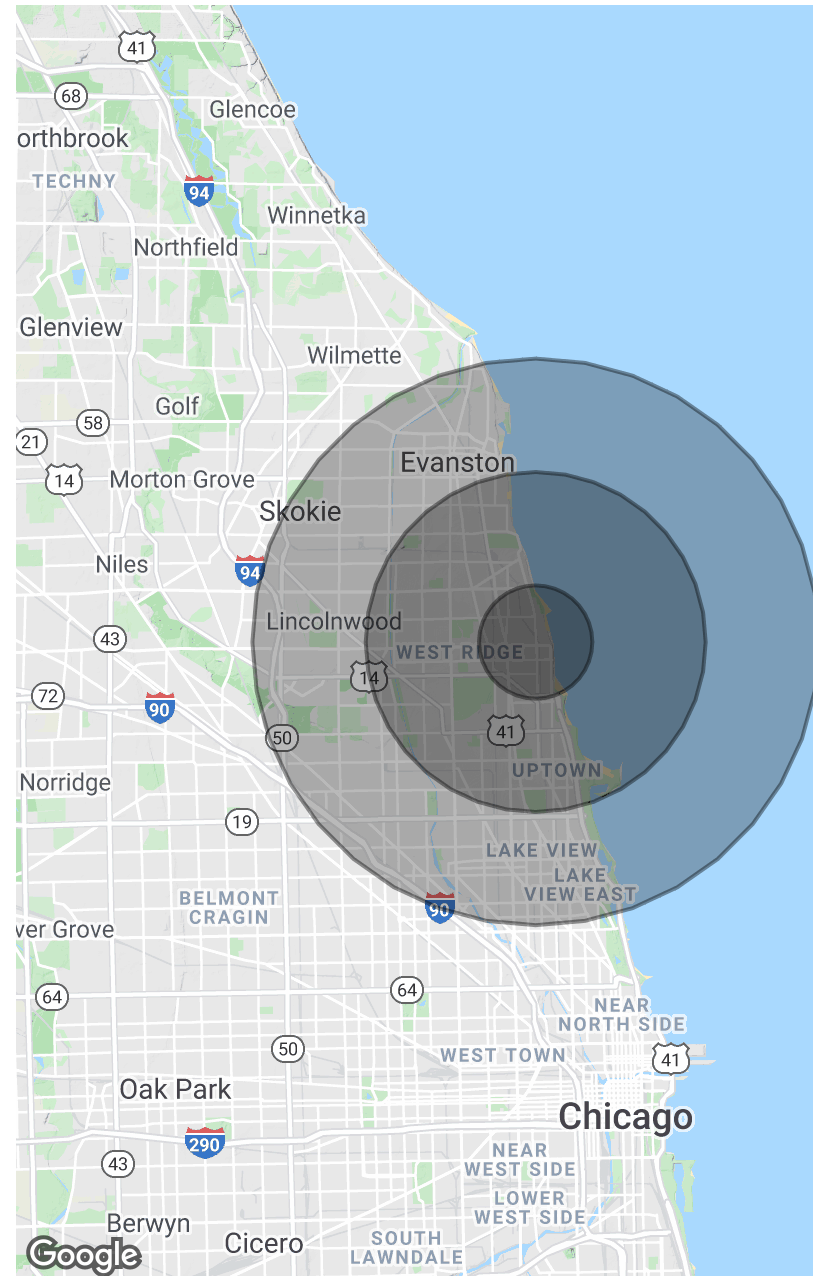 41
68
Glencoe
orthbrook
TECHNY
94
Winnetka
Northfield
Glenview
Wilmette
Golf
58
21
Evanston
14
Morton Grove
Skokie
Niles
94
Lincolnwood
43
WEST RIDGE
14
72
90
41
50
UPTOWN
Norridge
19
LAKE VIEW
LAKE
VIEW EAST
BELMONT
CRAGIN
90
ver Grove
64
64
NEAR
NORTH SIDE
50
WEST TOWN
41
Oak Park
Chicago
290
NEAR
WEST SIDE
43
LOWER
WEST SIDE
Berwyn
Cicero
SOUTH
LAWNDALE
Google